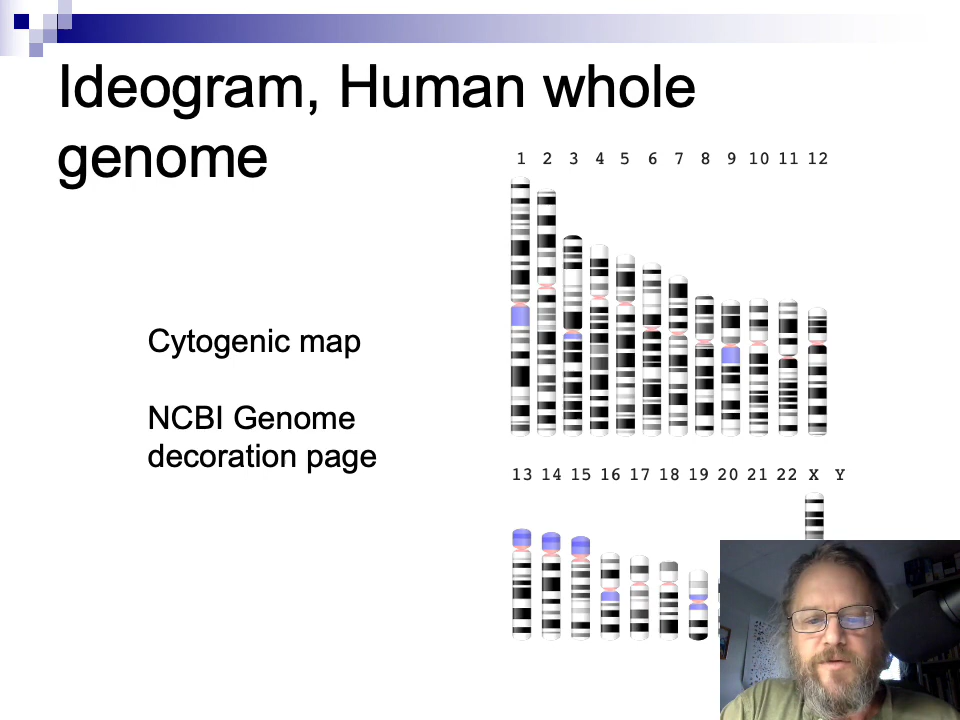 Ideogram, Human whole
genome
1 2 3 4 5 6 7 8 9 10 11 12
Cytogenic map
NCBI Genome
decoration page
13 14 15 16 17 18 19 20 21 22 X Y